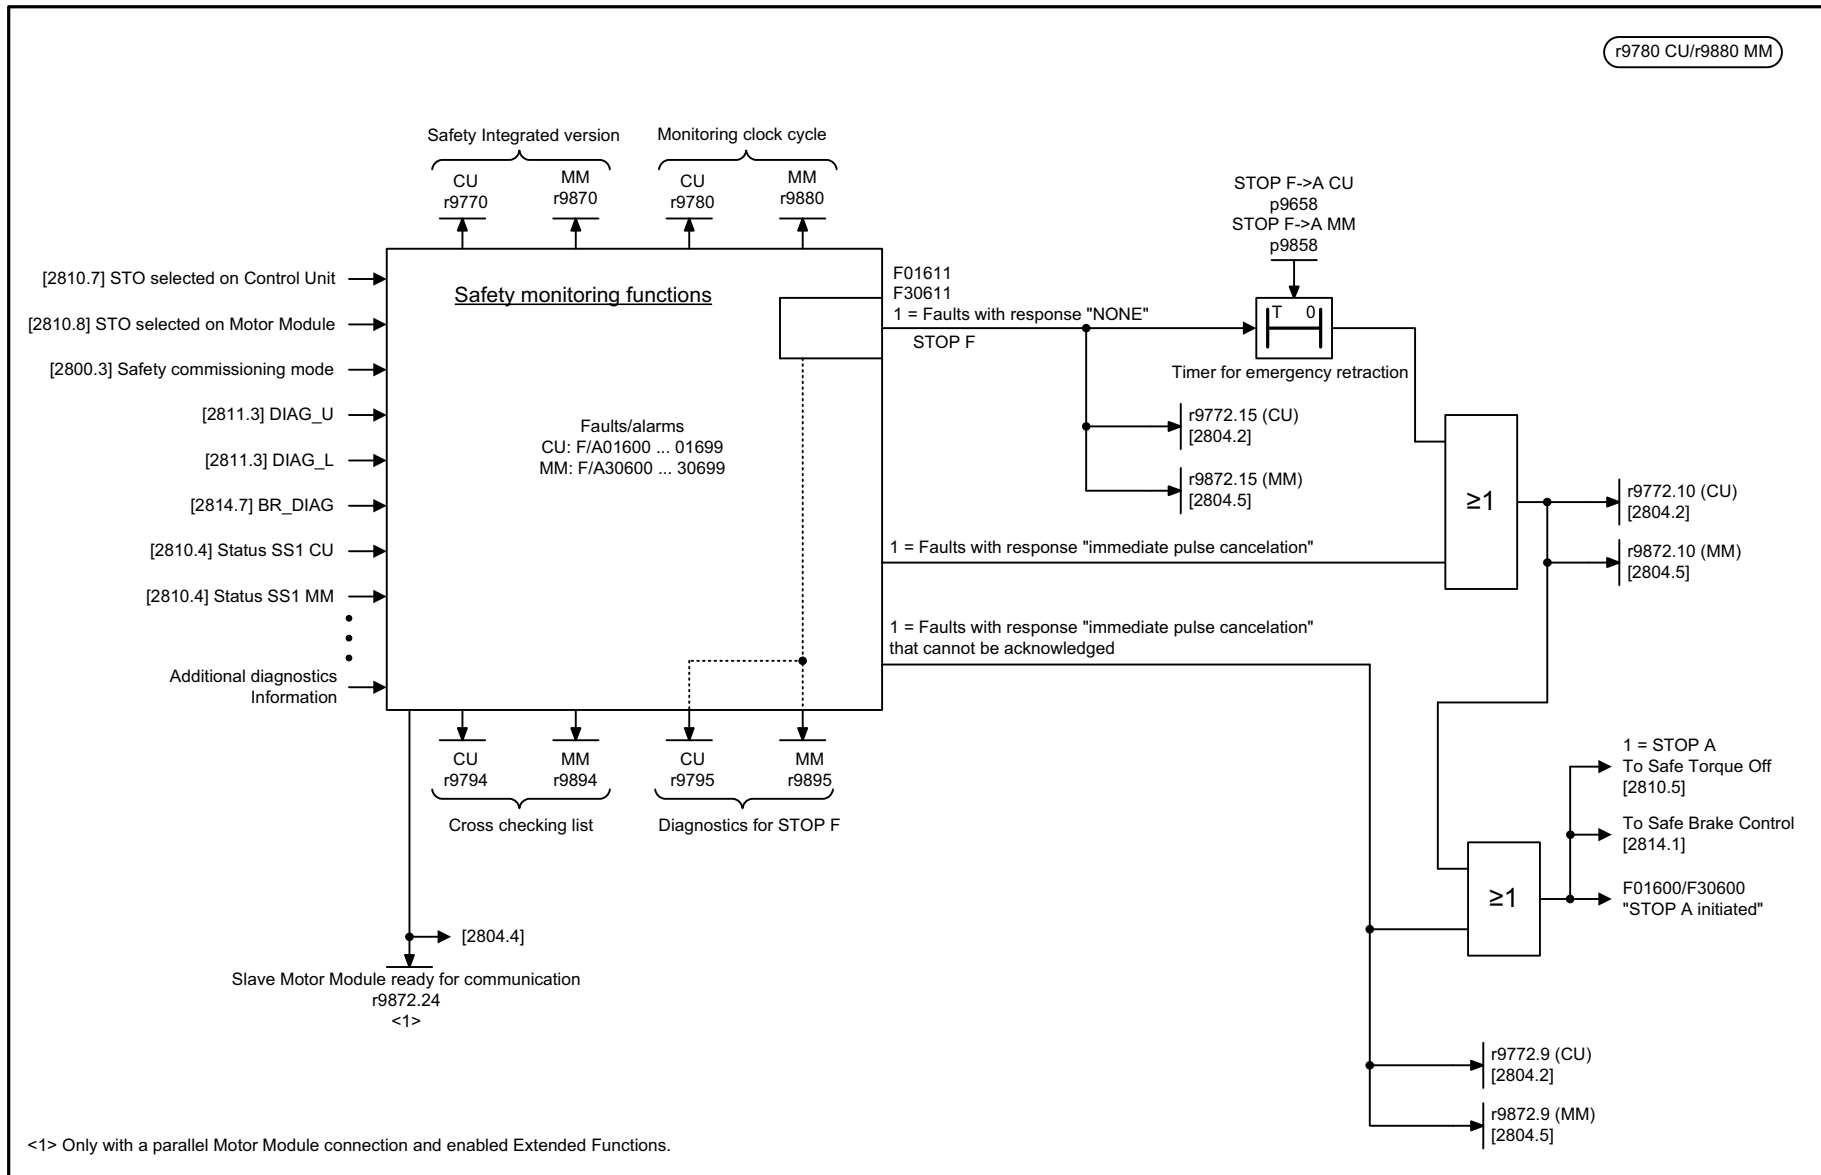 r9780 CU/r9880 MM
Safety Integrated version
Monitoring clock cycle
CU
r9770
MM
r9870
CU
r9780
MM
r9880
STOP F->A CU
p9658
STOP F->A MM
p9858
[2810.7] STO selected on Control Unit
[2810.8] STO selected on Motor Module
[2800.3] Safety commissioning mode
[2811.3] DIAG_U
[2811.3] DIAG_L
[2814.7] BR_DIAG
[2810.4] Status SS1 CU
[2810.4] Status SS1 MM
Additional diagnostics
Information
Safety monitoring functions
Faults/alarms
CU: F/A01600 ... 01699
MM: F/A30600 ... 30699
F01611
F30611
1 = Faults with response "NONE"
STOP F
T 0
Timer for emergency retraction
r9772.15 (CU)
[2804.2]
r9872.15 (MM)
[2804.5]
≥1
r9772.10 (CU)
[2804.2]
r9872.10 (MM)
[2804.5]
1 = Faults with response "immediate pulse cancelation"
1 = Faults with response "immediate pulse cancelation"
that cannot be acknowledged
CU
r9794
MM
r9894
CU
r9795
MM
r9895
Cross checking list
Diagnostics for STOP F
1 = STOP A
To Safe Torque Off
[2810.5]
To Safe Brake Control
[2814.1]
≥1
F01600/F30600
"STOP A initiated"
[2804.4]
Slave Motor Module ready for communication
r9872.24
<1>
r9772.9 (CU)
[2804.2]
r9872.9 (MM)
[2804.5]
<1> Only with a parallel Motor Module connection and enabled Extended Functions.